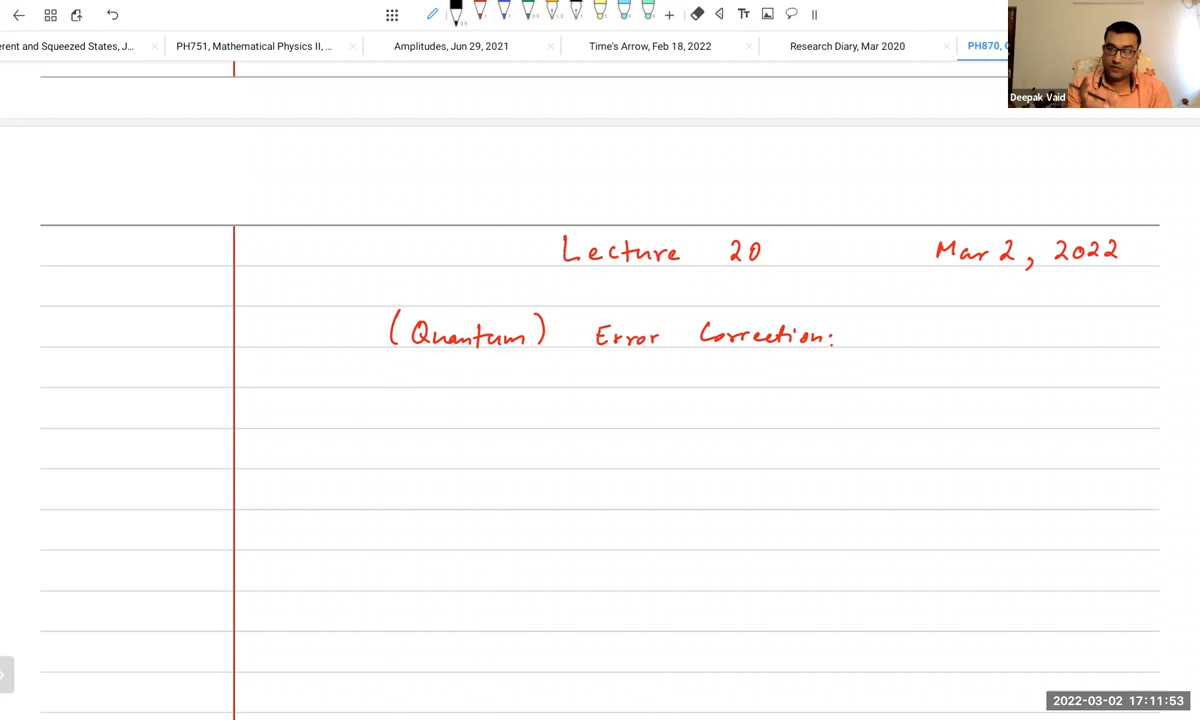 erent and Squeezed States, J... PH751, Mathematical Physics II, ... Amplitudes, Jun 29, 2021 Time's Arrow, Feb 18, 2022 Research Diary, Mar 2020 PH870,
Deepak Vaid
Lecture 20 Mar 2, 2022
(Quantum) Error Correction:
2022-03-02 17:11:53